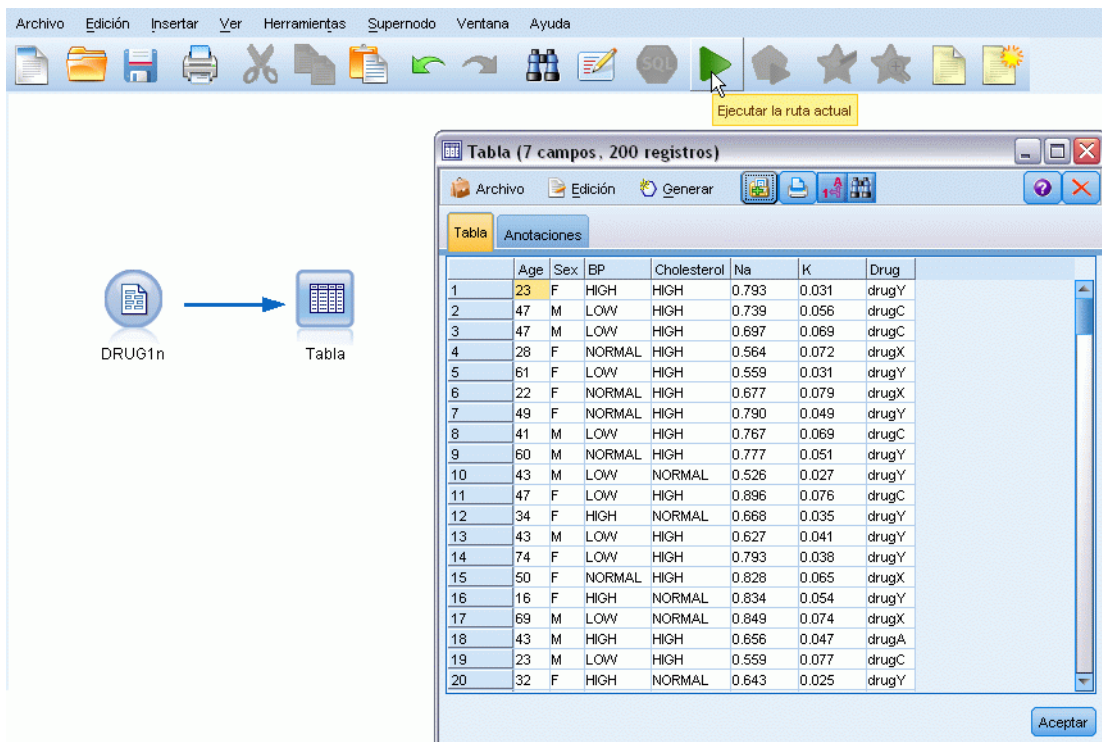 Archivo Edición Insertar Ver Herramientas Supernodo Ventana Ayuda
SQL
Ejecutar la ruta actual
Tabla (7 campos, 200 registros)
Archivo Edición Generar
Tabla Anotaciones
Age Sex BP Cholesterol Na K Drug
1 23 F HIGH HIGH 0.793 0.031 drugY
2 47 M LOW HIGH 0.739 0.056 drugC
3 47 M LOW HIGH 0.697 0.069 drugC
4 28 F NORMAL HIGH 0.564 0.072 drugX
5 61 F LOW HIGH 0.559 0.031 drugY
6 22 F NORMAL HIGH 0.677 0.079 drugX
7 49 F NORMAL HIGH 0.790 0.049 drugY
8 41 M LOW HIGH 0.767 0.069 drugC
9 60 M NORMAL HIGH 0.777 0.051 drugY
10 43 M LOW NORMAL 0.526 0.027 drugY
11 47 F LOW HIGH 0.896 0.076 drugC
12 34 F HIGH NORMAL 0.668 0.035 drugY
13 43 M LOW HIGH 0.627 0.041 drugY
14 74 F LOW HIGH 0.793 0.038 drugY
15 50 F NORMAL HIGH 0.828 0.065 drugX
16 16 F HIGH NORMAL 0.834 0.054 drugY
17 69 M LOW NORMAL 0.849 0.074 drugX
18 43 M HIGH HIGH 0.656 0.047 drugA
19 23 M LOW HIGH 0.559 0.077 drugC
20 32 F HIGH NORMAL 0.643 0.025 drugY
DRUG1n
Tabla
Aceptar